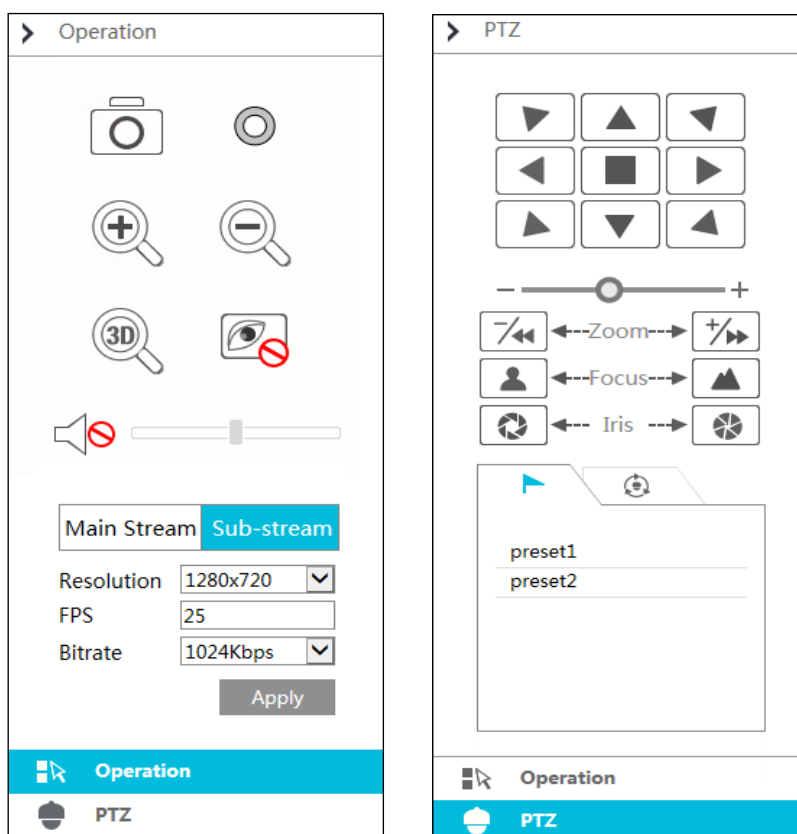 Operation
3D
Main Stream Sub-stream
Resolution 1280x720
FPS 25
Bitrate 1024Kbps
Apply
Operation
PTZ
PTZ
− +
−/ Zoom +/
Focus
Iris
preset1
preset2
Operation
PTZ